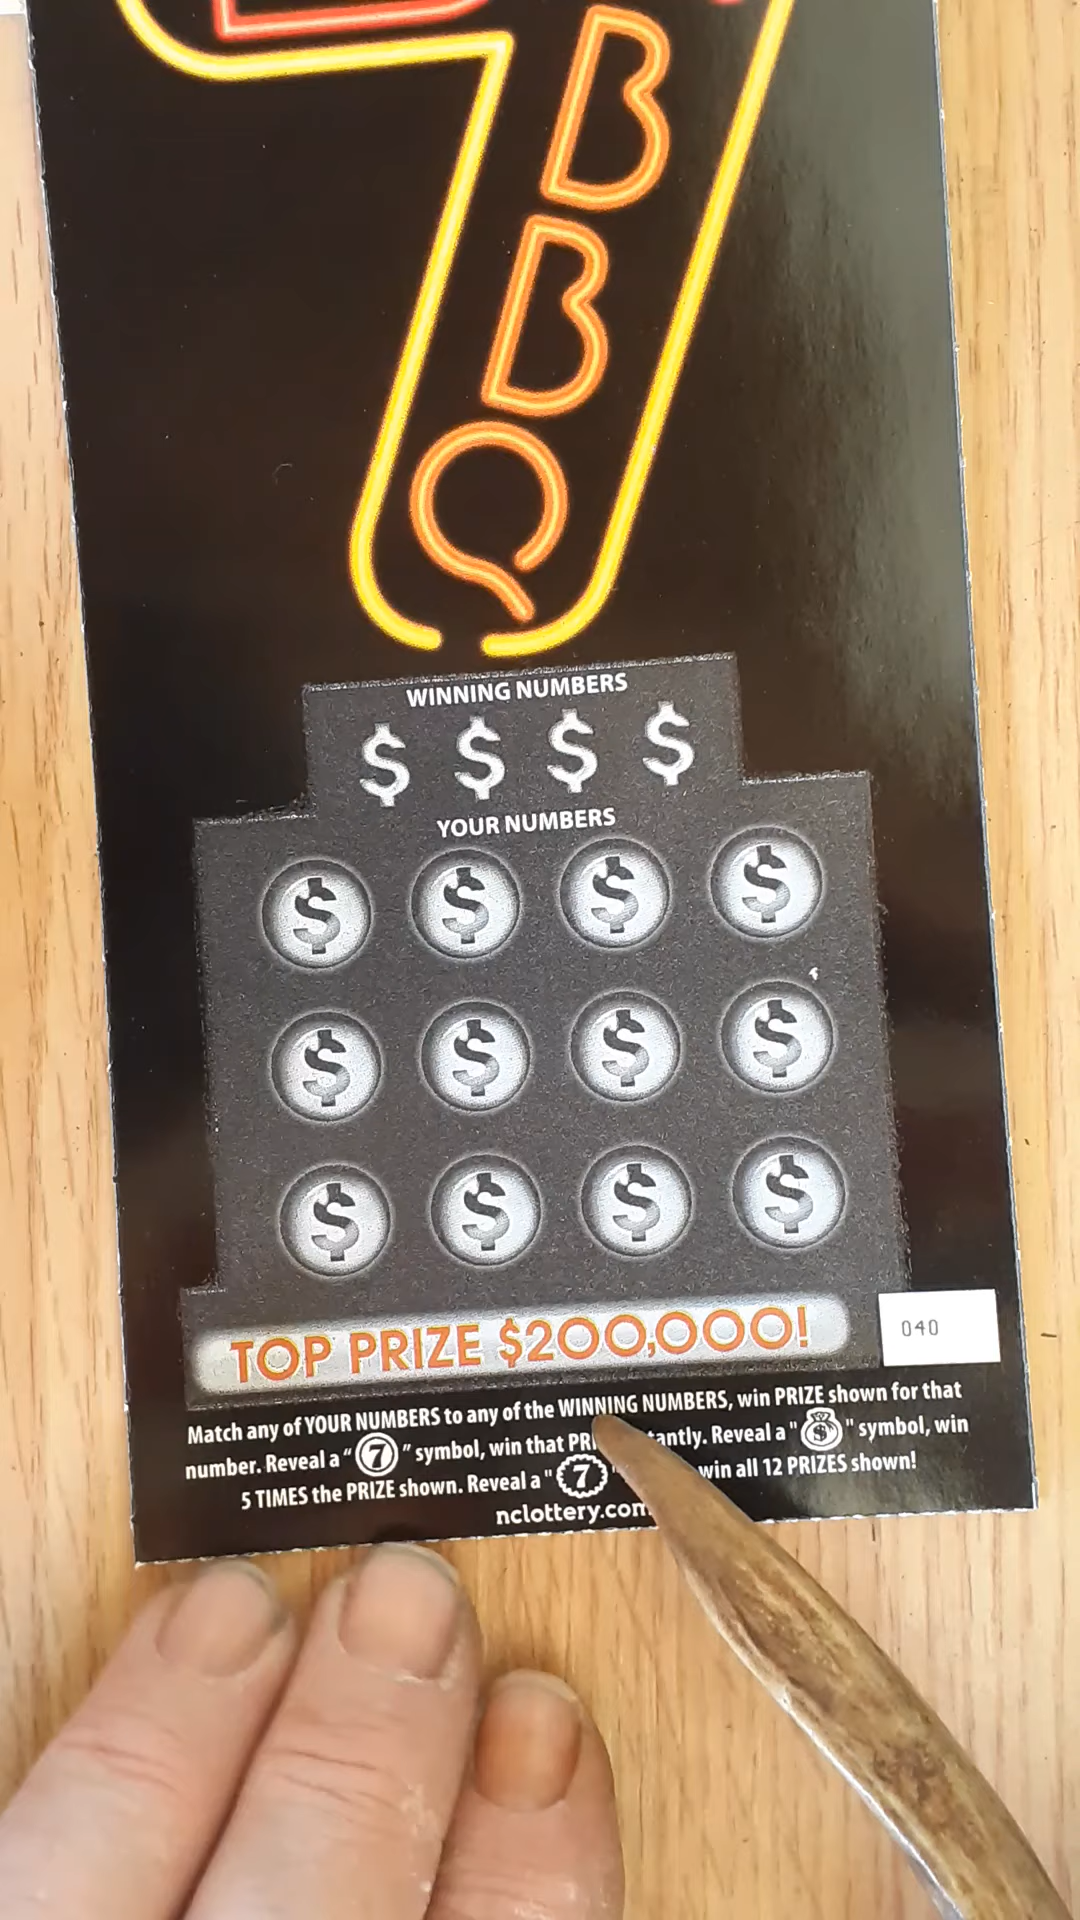 B
B
Q
WINNING NUMBERS
$ $ $ $
YOUR NUMBERS
$ $ $ $
$ $ $ $
$ $ $ $
TOP PRIZE $200,000!
040
Match any of YOUR NUMBERS to any of the WINNING NUMBERS, win PRIZE shown for that
number. Reveal a "7" symbol, win that antly. Reveal a "$" symbol, win
5 TIMES the PRIZE shown. Reveal a "7" win all 12 PRIZES shown!
nclottery.com